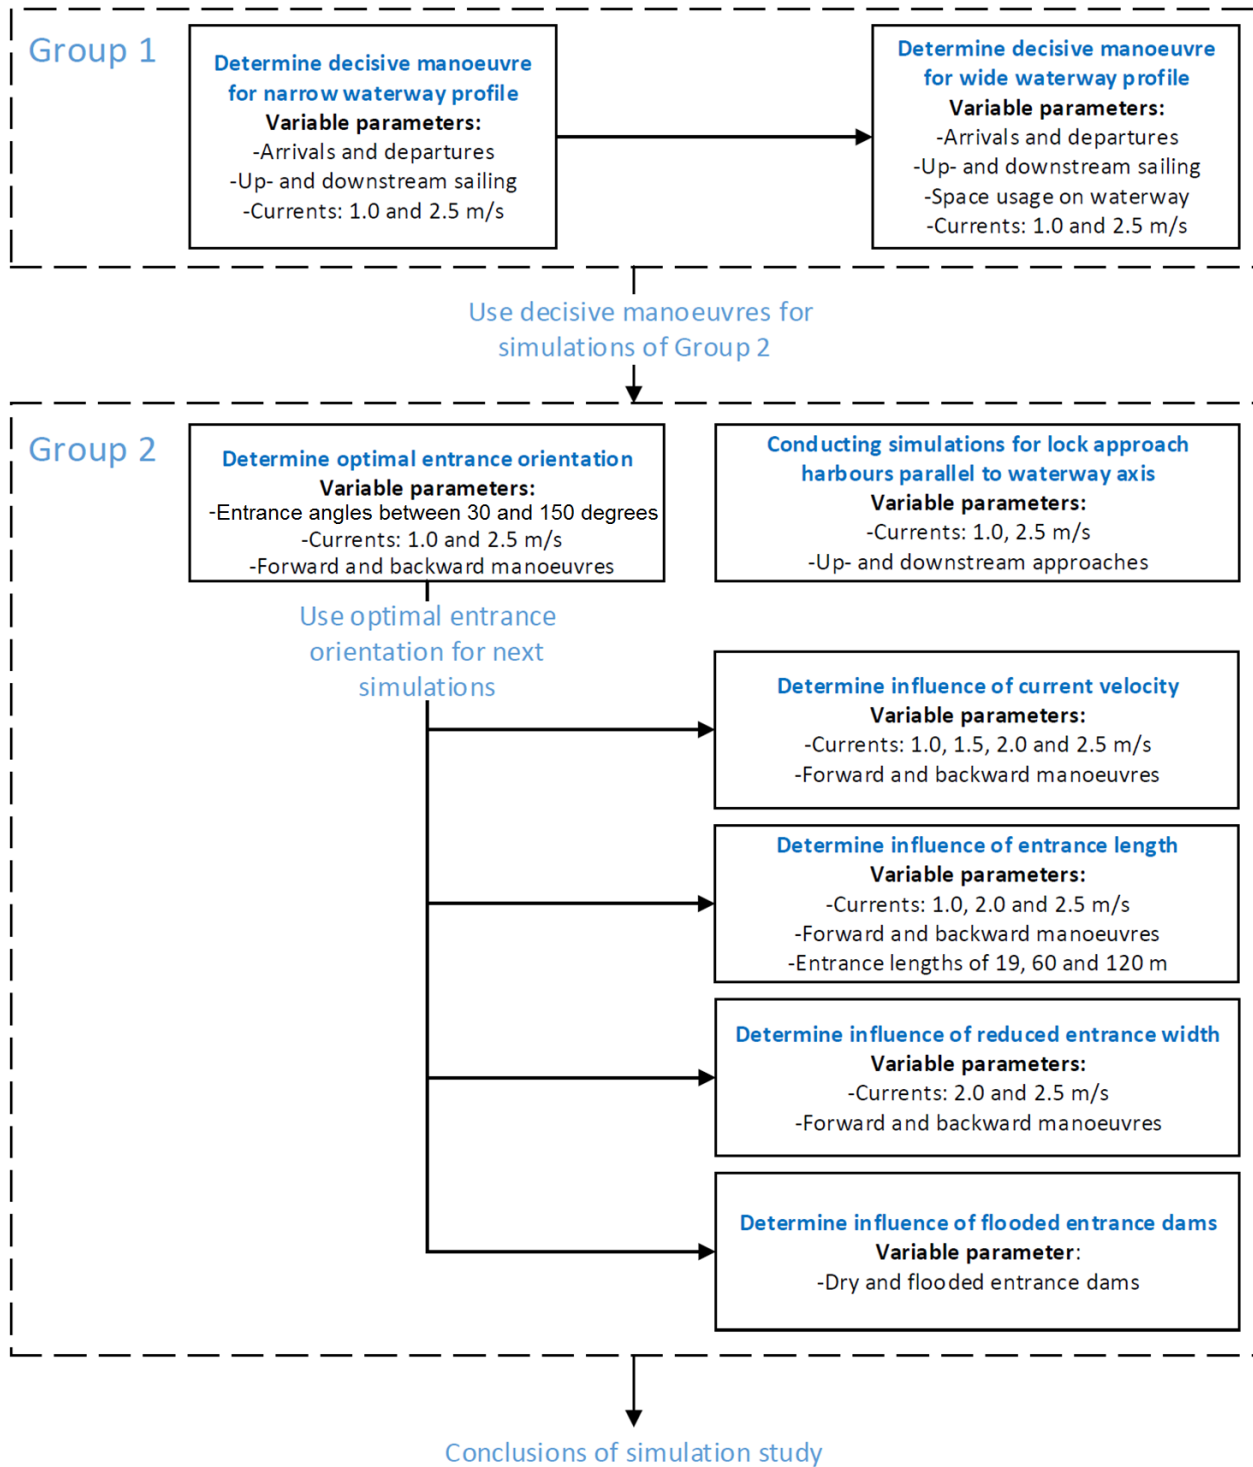 Group 1
Determine decisive manoeuvre
for narrow waterway profile
Variable parameters:
-Arrivals and departures
-Up- and downstream sailing
-Currents: 1.0 and 2.5 m/s
Determine decisive manoeuvre
for wide waterway profile
Variable parameters:
-Arrivals and departures
-Up- and downstream sailing
-Space usage on waterway
-Currents: 1.0 and 2.5 m/s
Use decisive manoeuvres for
simulations of Group 2
Group 2
Determine optimal entrance orientation
Variable parameters:
-Entrance angles between 30 and 150 degrees
-Currents: 1.0 and 2.5 m/s
-Forward and backward manoeuvres
Conducting simulations for lock approach
harbours parallel to waterway axis
Variable parameters:
-Currents: 1.0, 2.5 m/s
-Up- and downstream approaches
Use optimal entrance
orientation for next
simulations
Determine influence of current velocity
Variable parameters:
-Currents: 1.0, 1.5, 2.0 and 2.5 m/s
-Forward and backward manoeuvres
Determine influence of entrance length
Variable parameters:
-Currents: 1.0, 2.0 and 2.5 m/s
-Forward and backward manoeuvres
-Entrance lengths of 19, 60 and 120 m
Determine influence of reduced entrance width
Variable parameters:
-Currents: 2.0 and 2.5 m/s
-Forward and backward manoeuvres
Determine influence of flooded entrance dams
Variable parameter:
-Dry and flooded entrance dams
Conclusions of simulation study